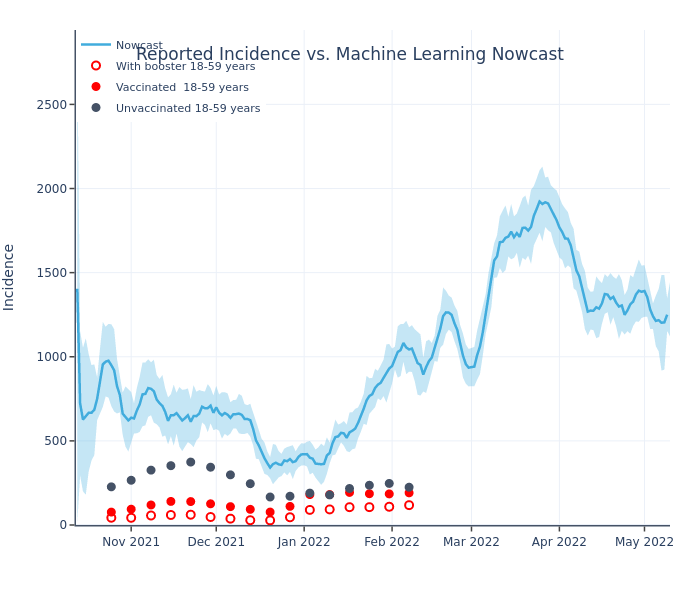 Reported Incidence vs. Machine Learning Nowcast
Nowcast
With booster 18-59 years
Vaccinated  18-59 years
Unvaccinated 18-59 years
Incidence
2500
2000
1500
1000
500
0
Nov 2021 Dec 2021 Jan 2022 Feb 2022 Mar 2022 Apr 2022 May 2022